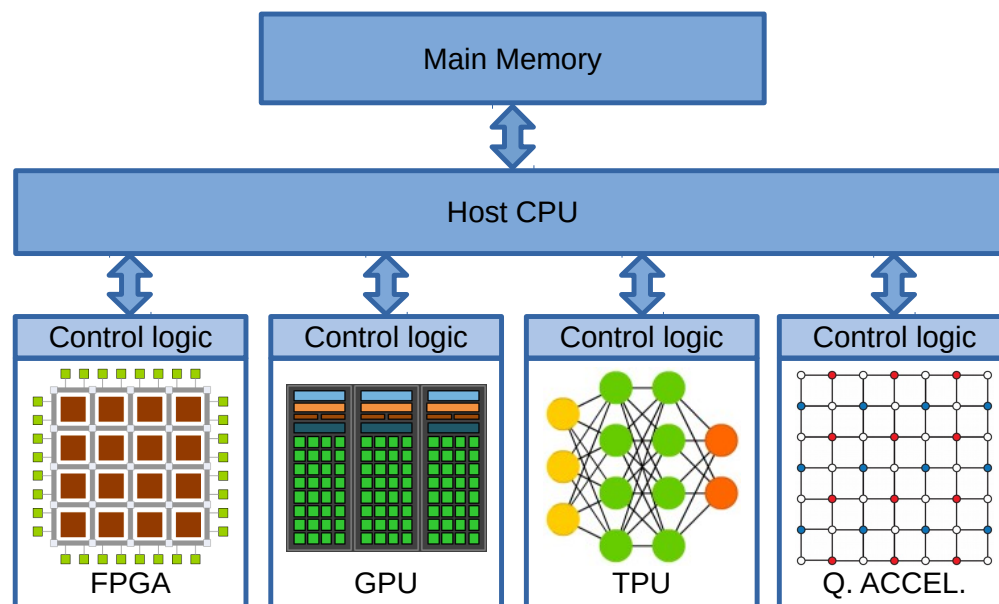 Main Memory
Host CPU
Control logic
Control logic
Control logic
Control logic
FPGA
GPU
TPU
Q. ACCEL.